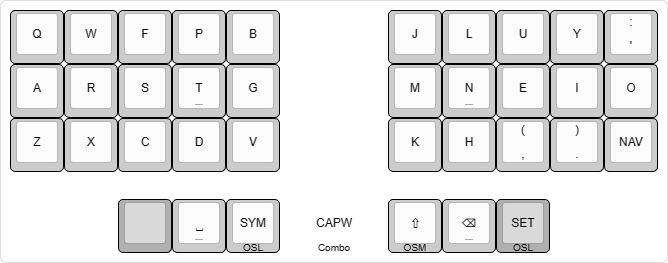 Q W F P B J L U Y :
'
A R S T G M N E I O
_ _
Z X C D V K H ( ) NAV
, .
␣ SYM CAPW ⇧ ⌫ SET
_ OSL Combo OSM _ OSL